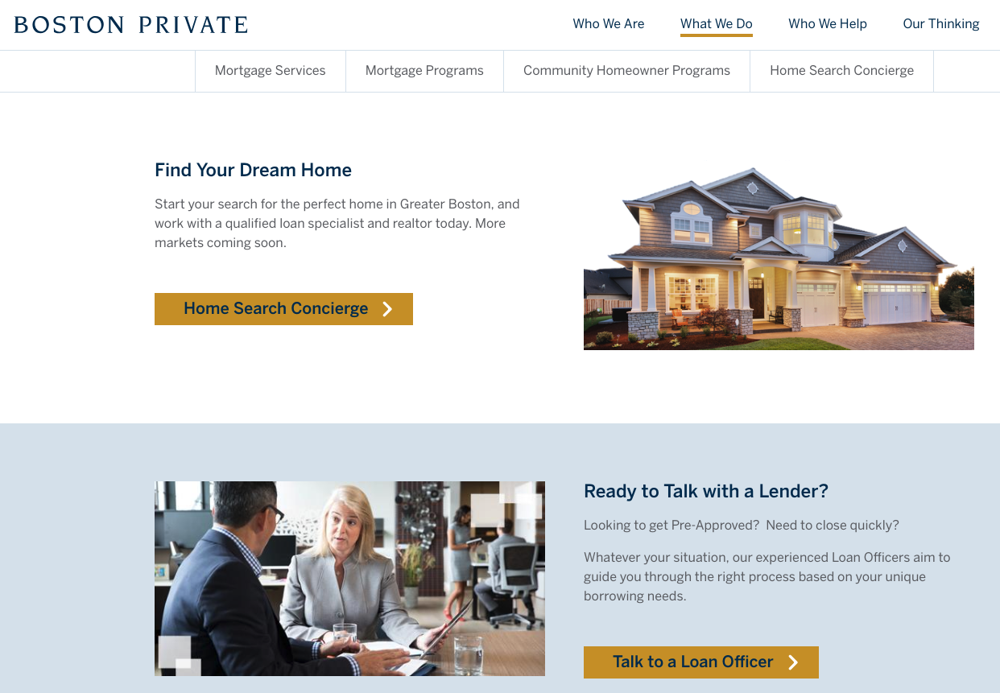 BOSTON PRIVATE
Who We Are
What We Do
Who We Help
Our Thinking
Mortgage Services
Mortgage Programs
Community Homeowner Programs
Home Search Concierge
Find Your Dream Home
Start your search for the perfect home in Greater Boston, and
work with a qualified loan specialist and realtor today. More
markets coming soon.
Home Search Concierge
Ready to Talk with a Lender?
Looking to get Pre-Approved?  Need to close quickly?
Whatever your situation, our experienced Loan Officers aim to
guide you through the right process based on your unique
borrowing needs.
Talk to a Loan Officer